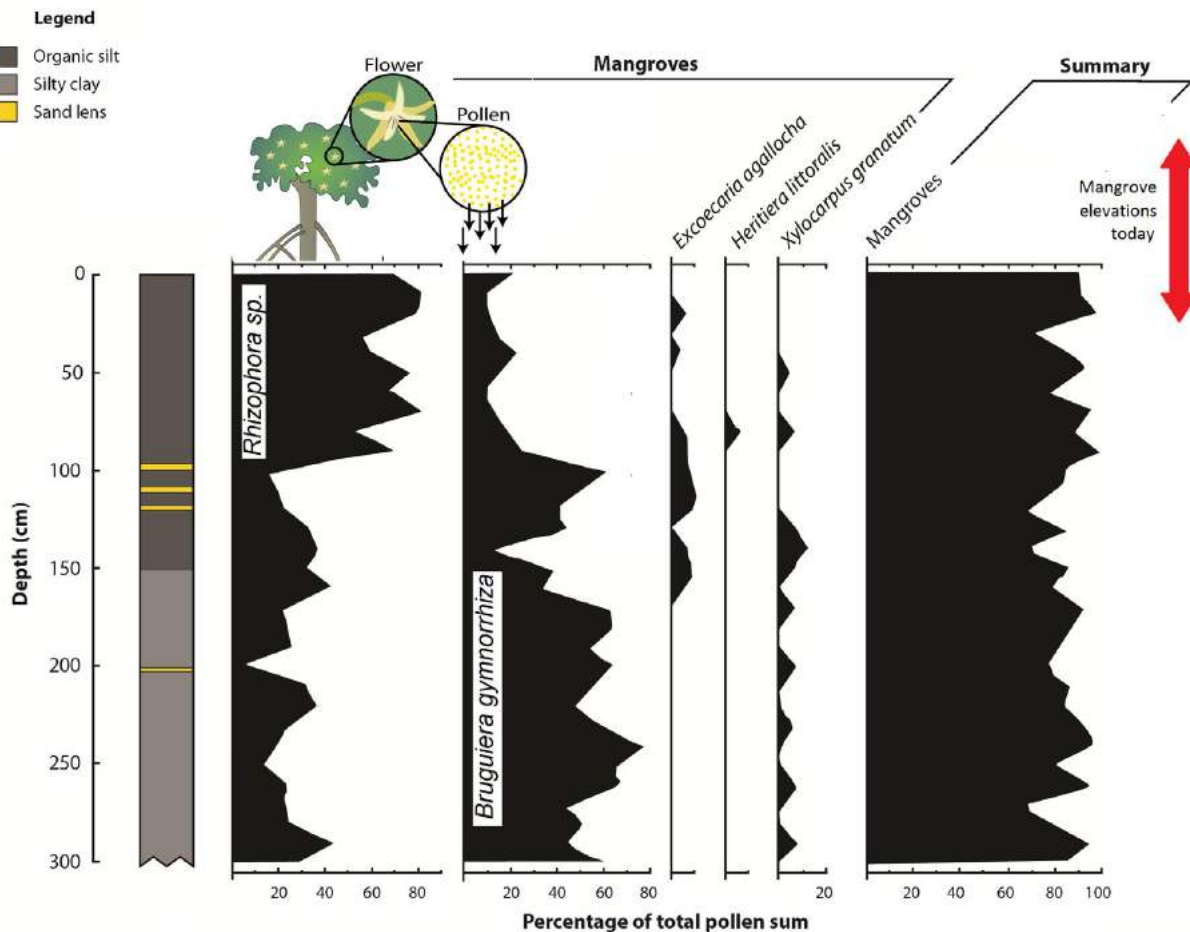 Legend
Organic silt
Silty clay
Sand lens
Flower
Pollen
Mangroves
Summary
Excoecaria agallocha
Heritiera littoralis
Xylocarpus granatum
Mangroves
Mangrove
elevations
today
Rhizophora sp.
Bruguiera gymnorrhiza
Depth (cm)
0
50
100
150
200
250
300
20 40 60 80
20 40 60 80
20
20 40 60 80 100
Percentage of total pollen sum